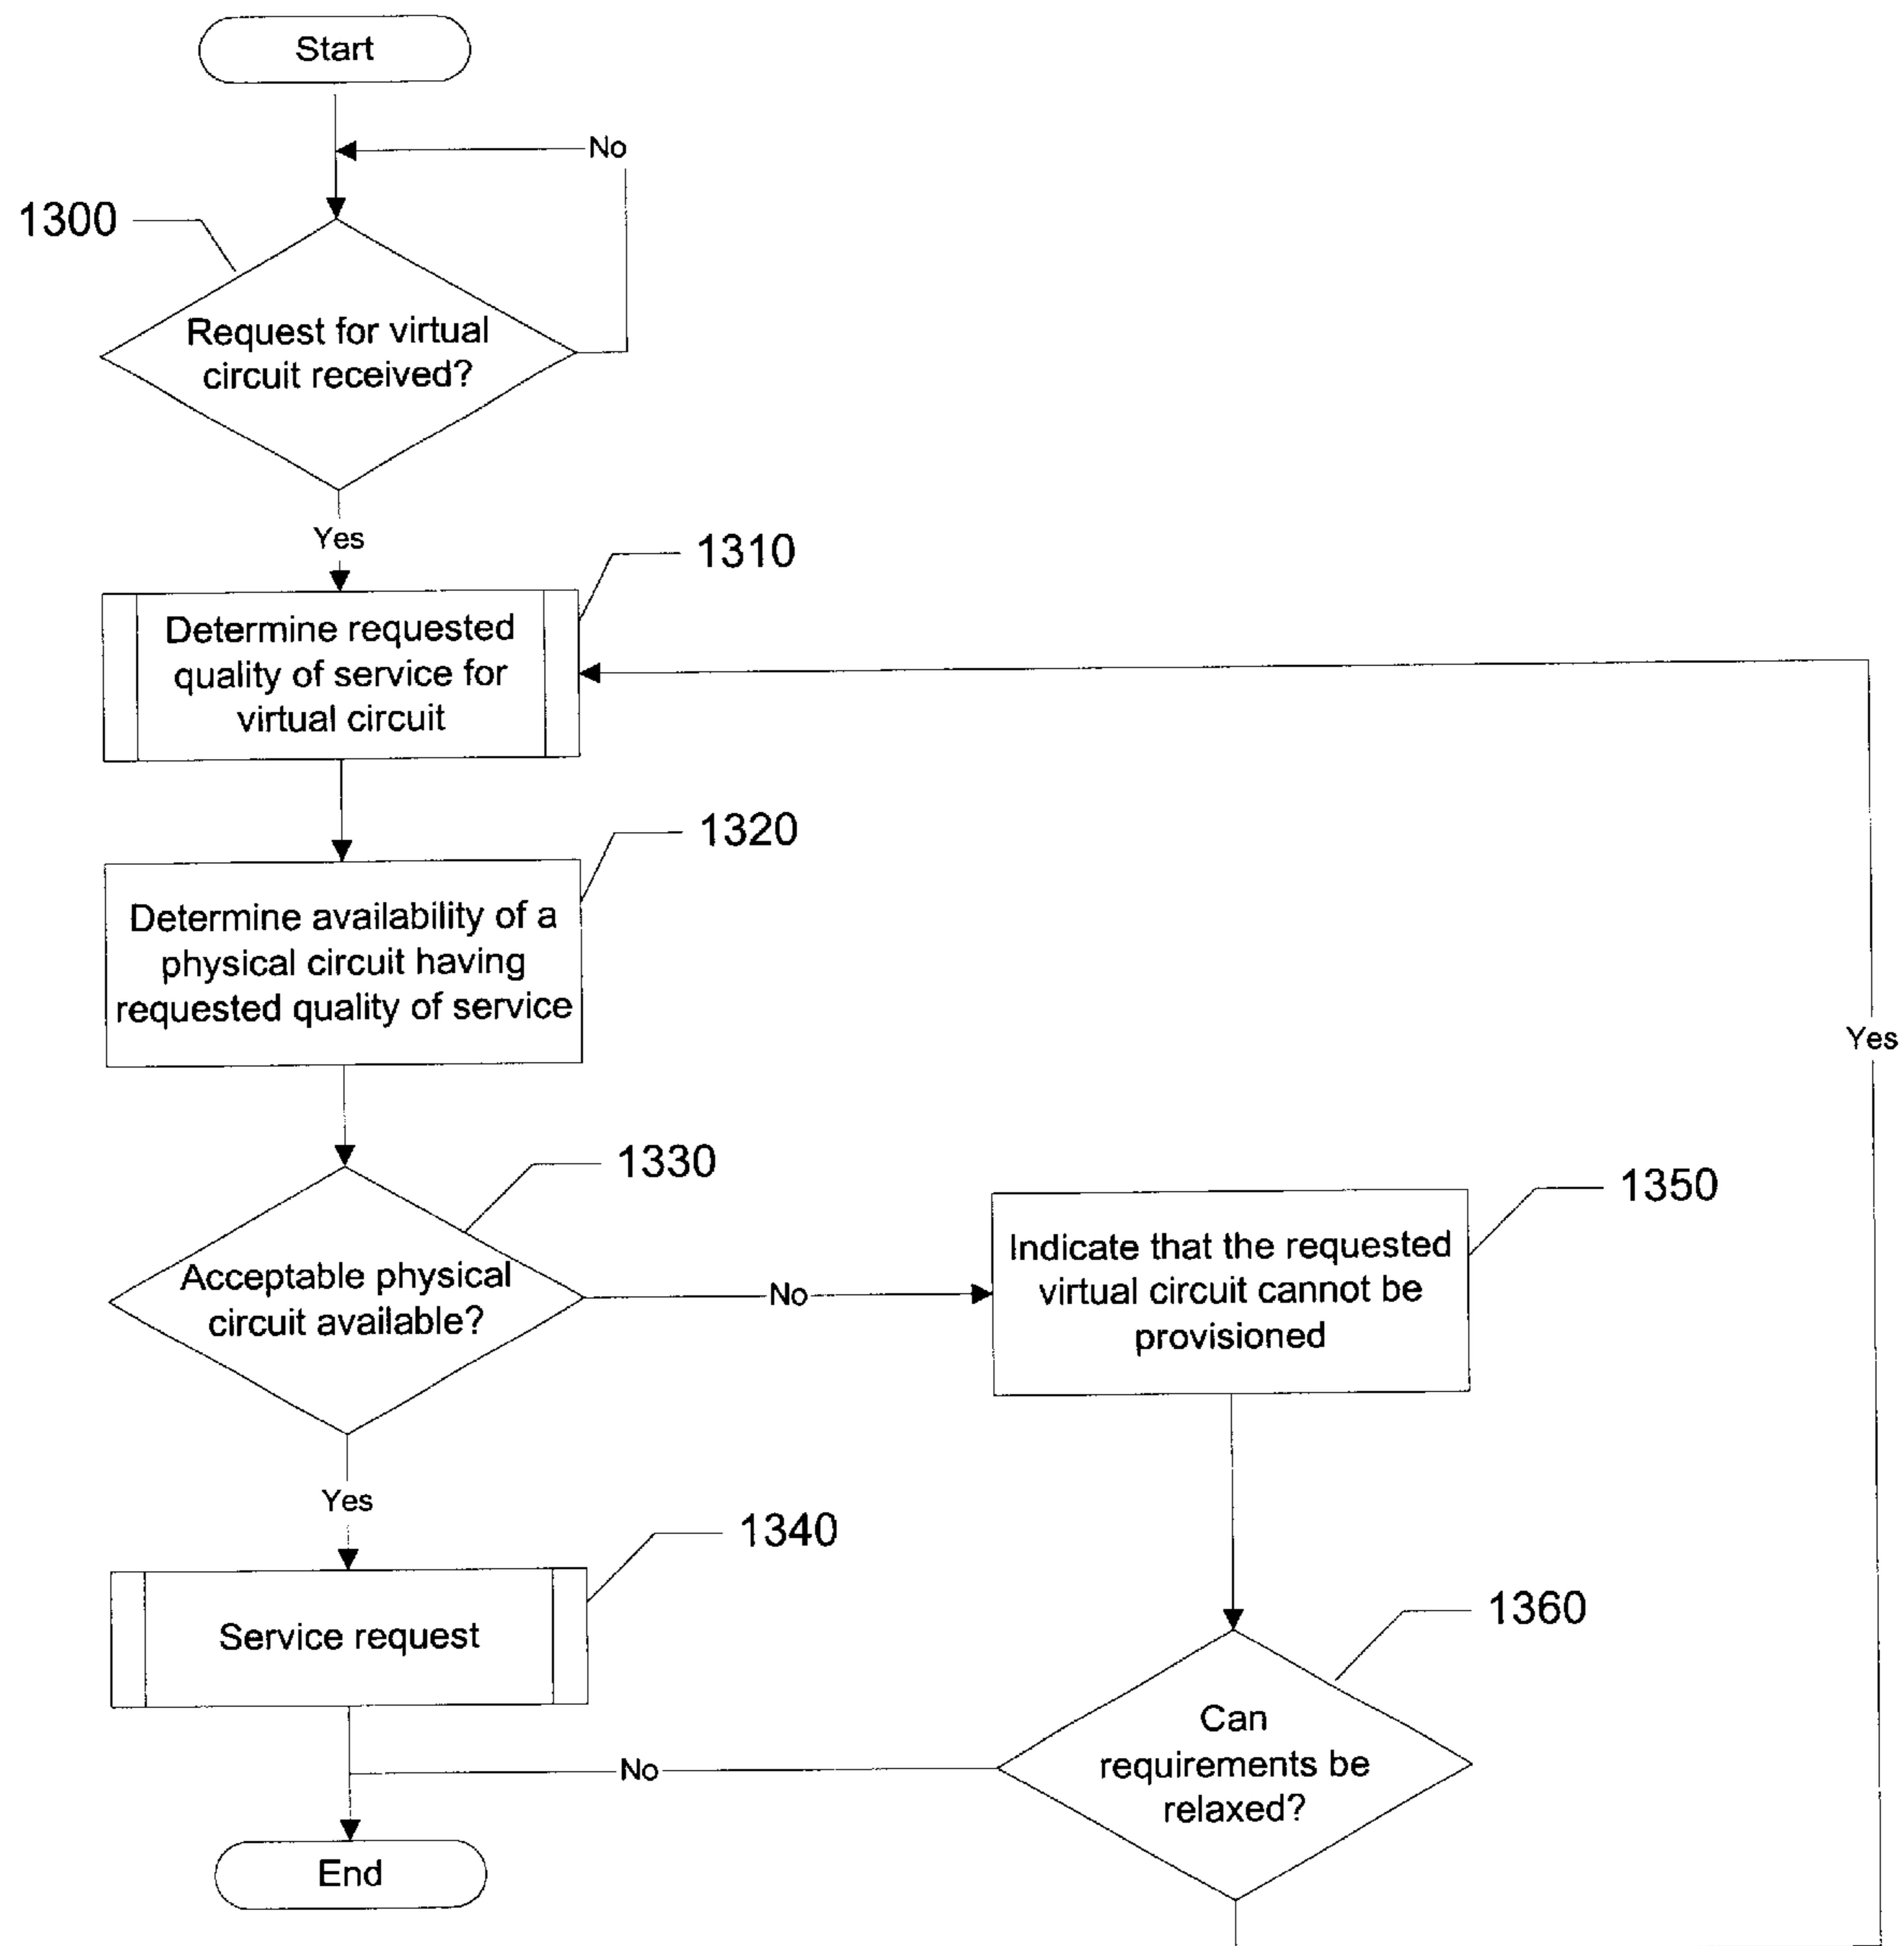 Start
No
1300
Request for virtual
circuit received?
Yes
1310
Determine requested
quality of service for
virtual circuit
1320
Determine availability of a
physical circuit having
requested quality of service
Yes
1330
Acceptable physical
circuit available?
No
1350
Indicate that the requested
virtual circuit cannot be
provisioned
Yes
1340
Service request
1360
Can
requirements be
relaxed?
No
End